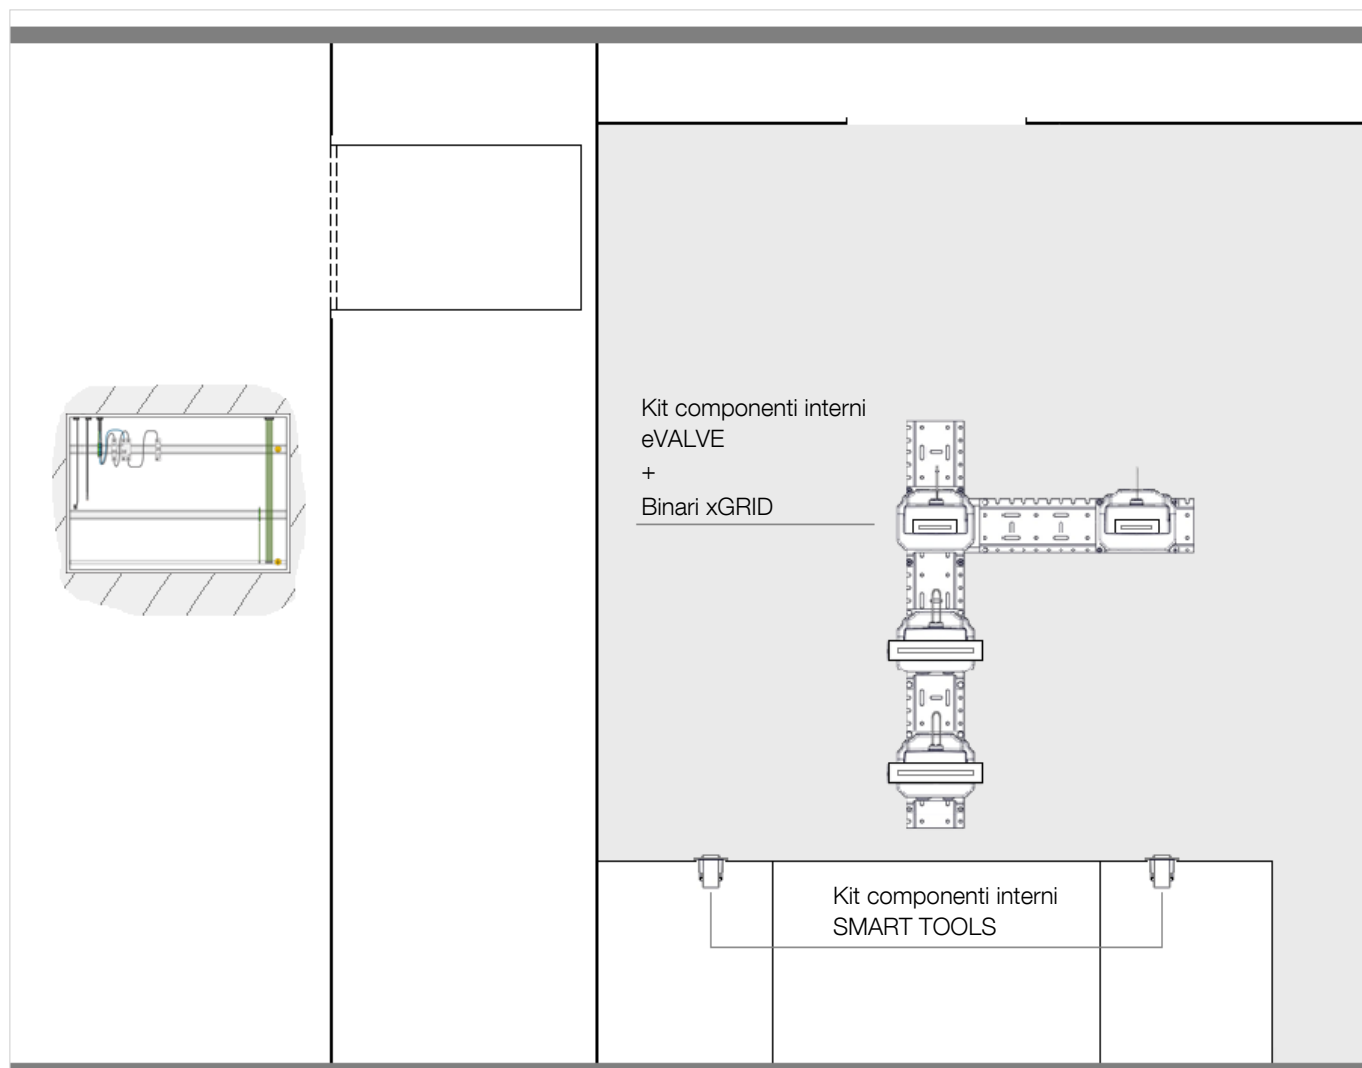 Kit componenti interni
eVALVE
+
Binari xGRID
Kit componenti interni
SMART TOOLS